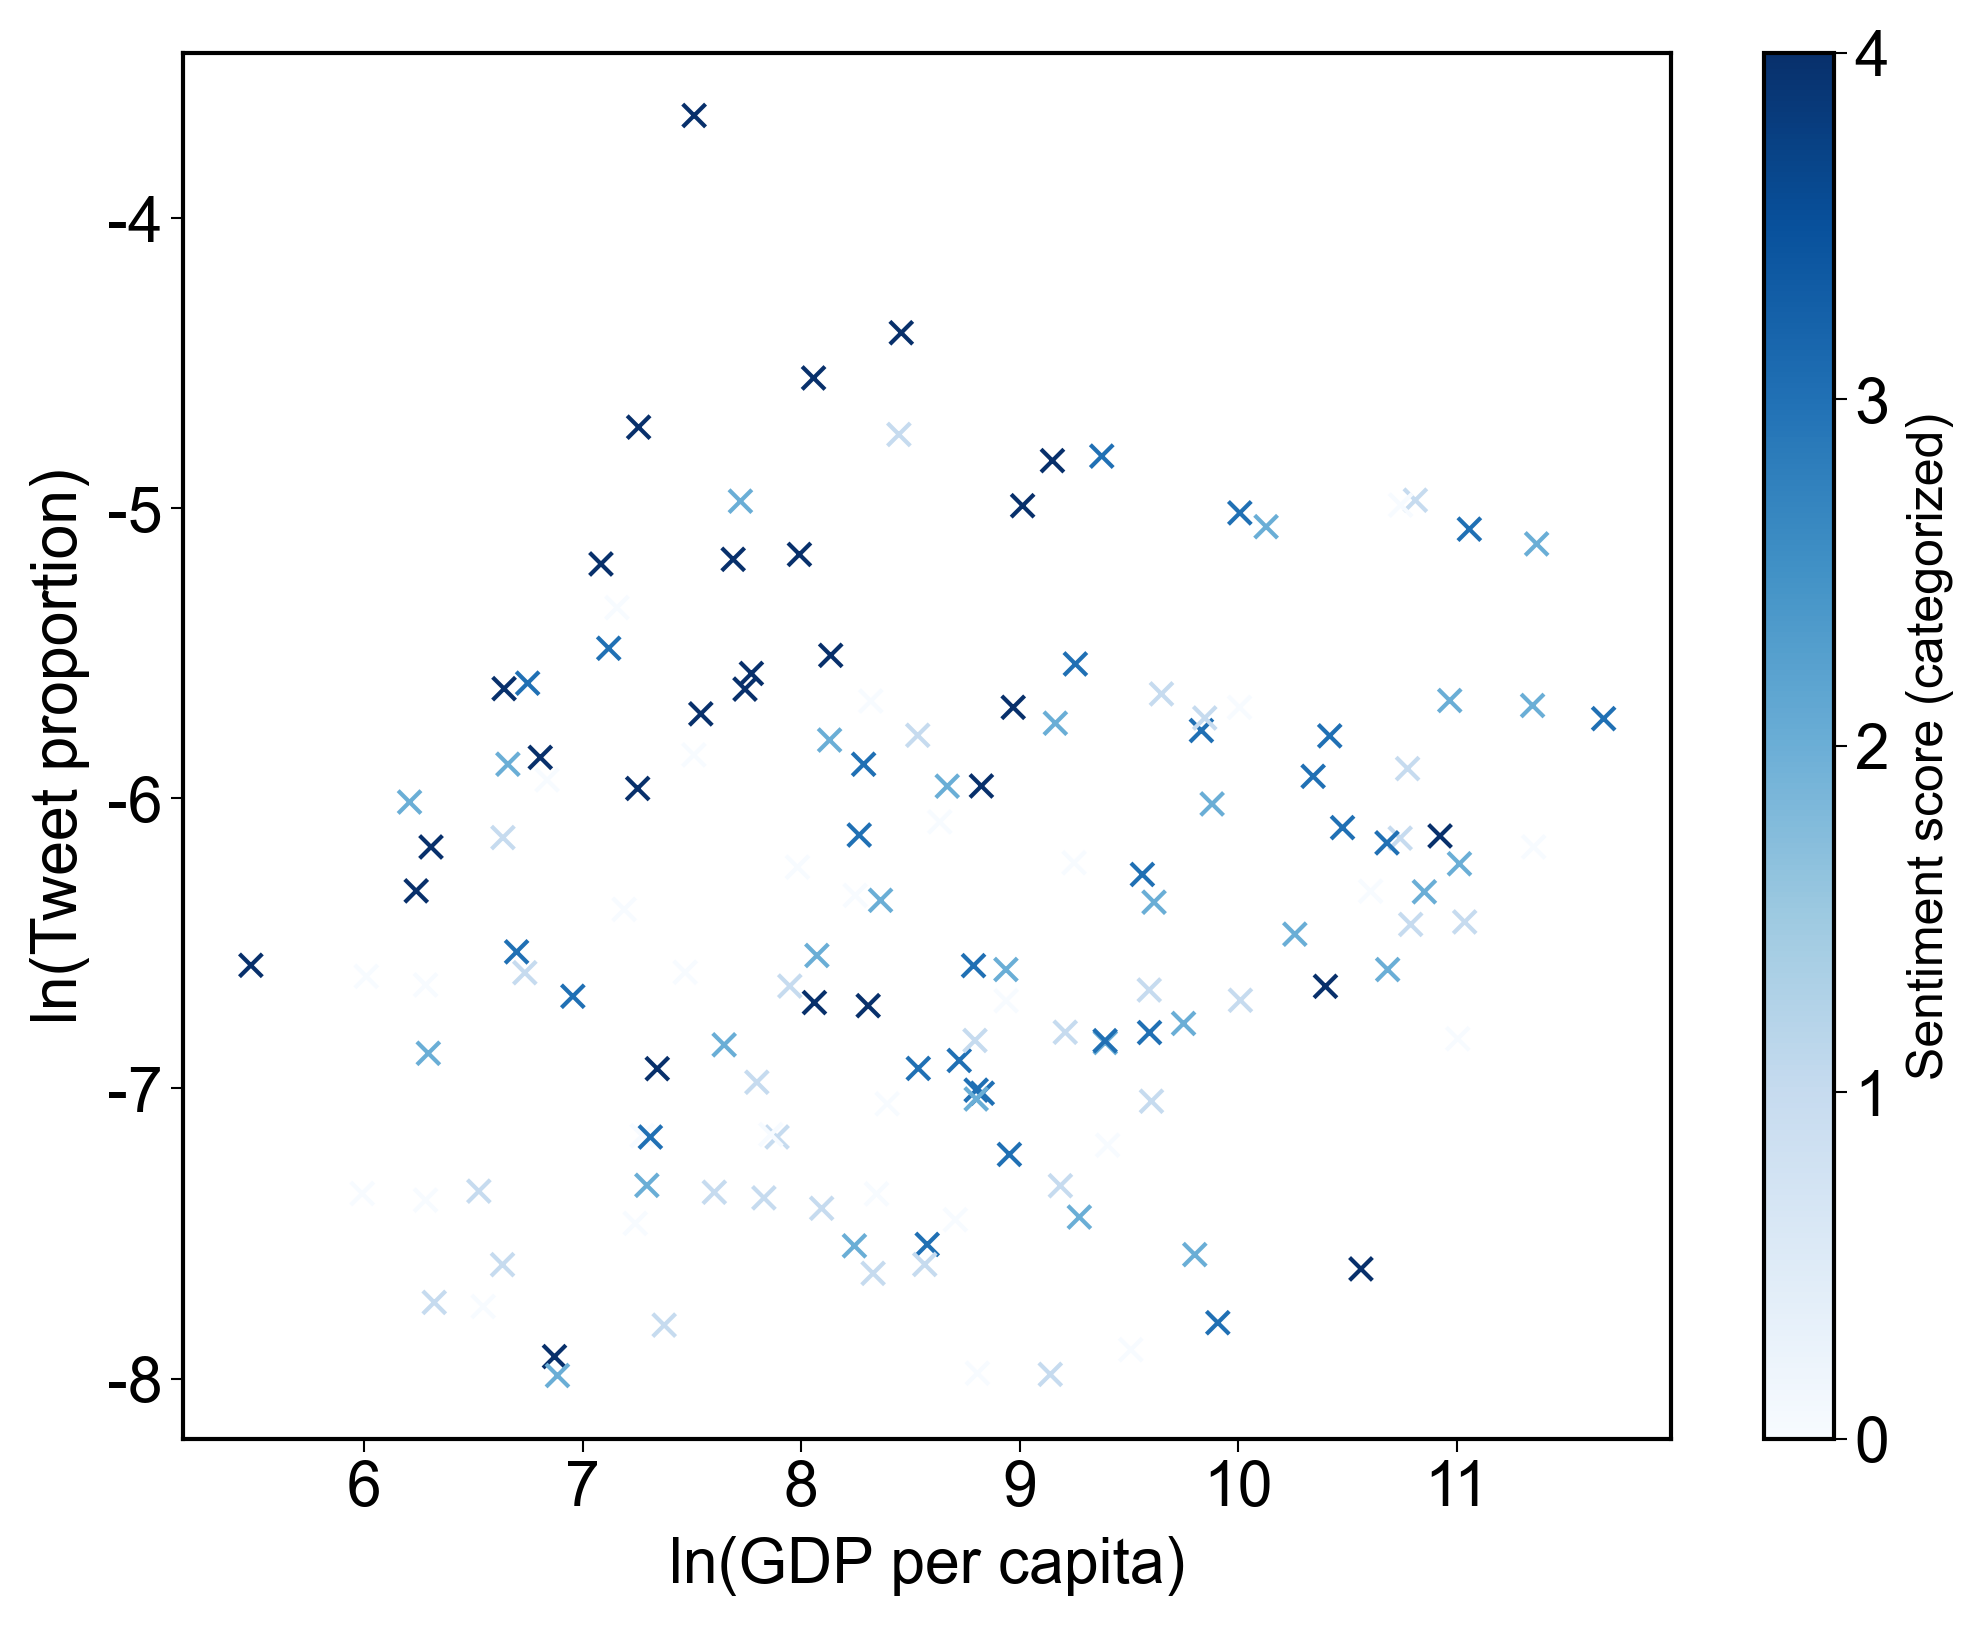 ln(Tweet proportion)
-4
-5
-6
-7
-8
6 7 8 9 10 11
ln(GDP per capita)
4
3
2
1
0
Sentiment score (categorized)